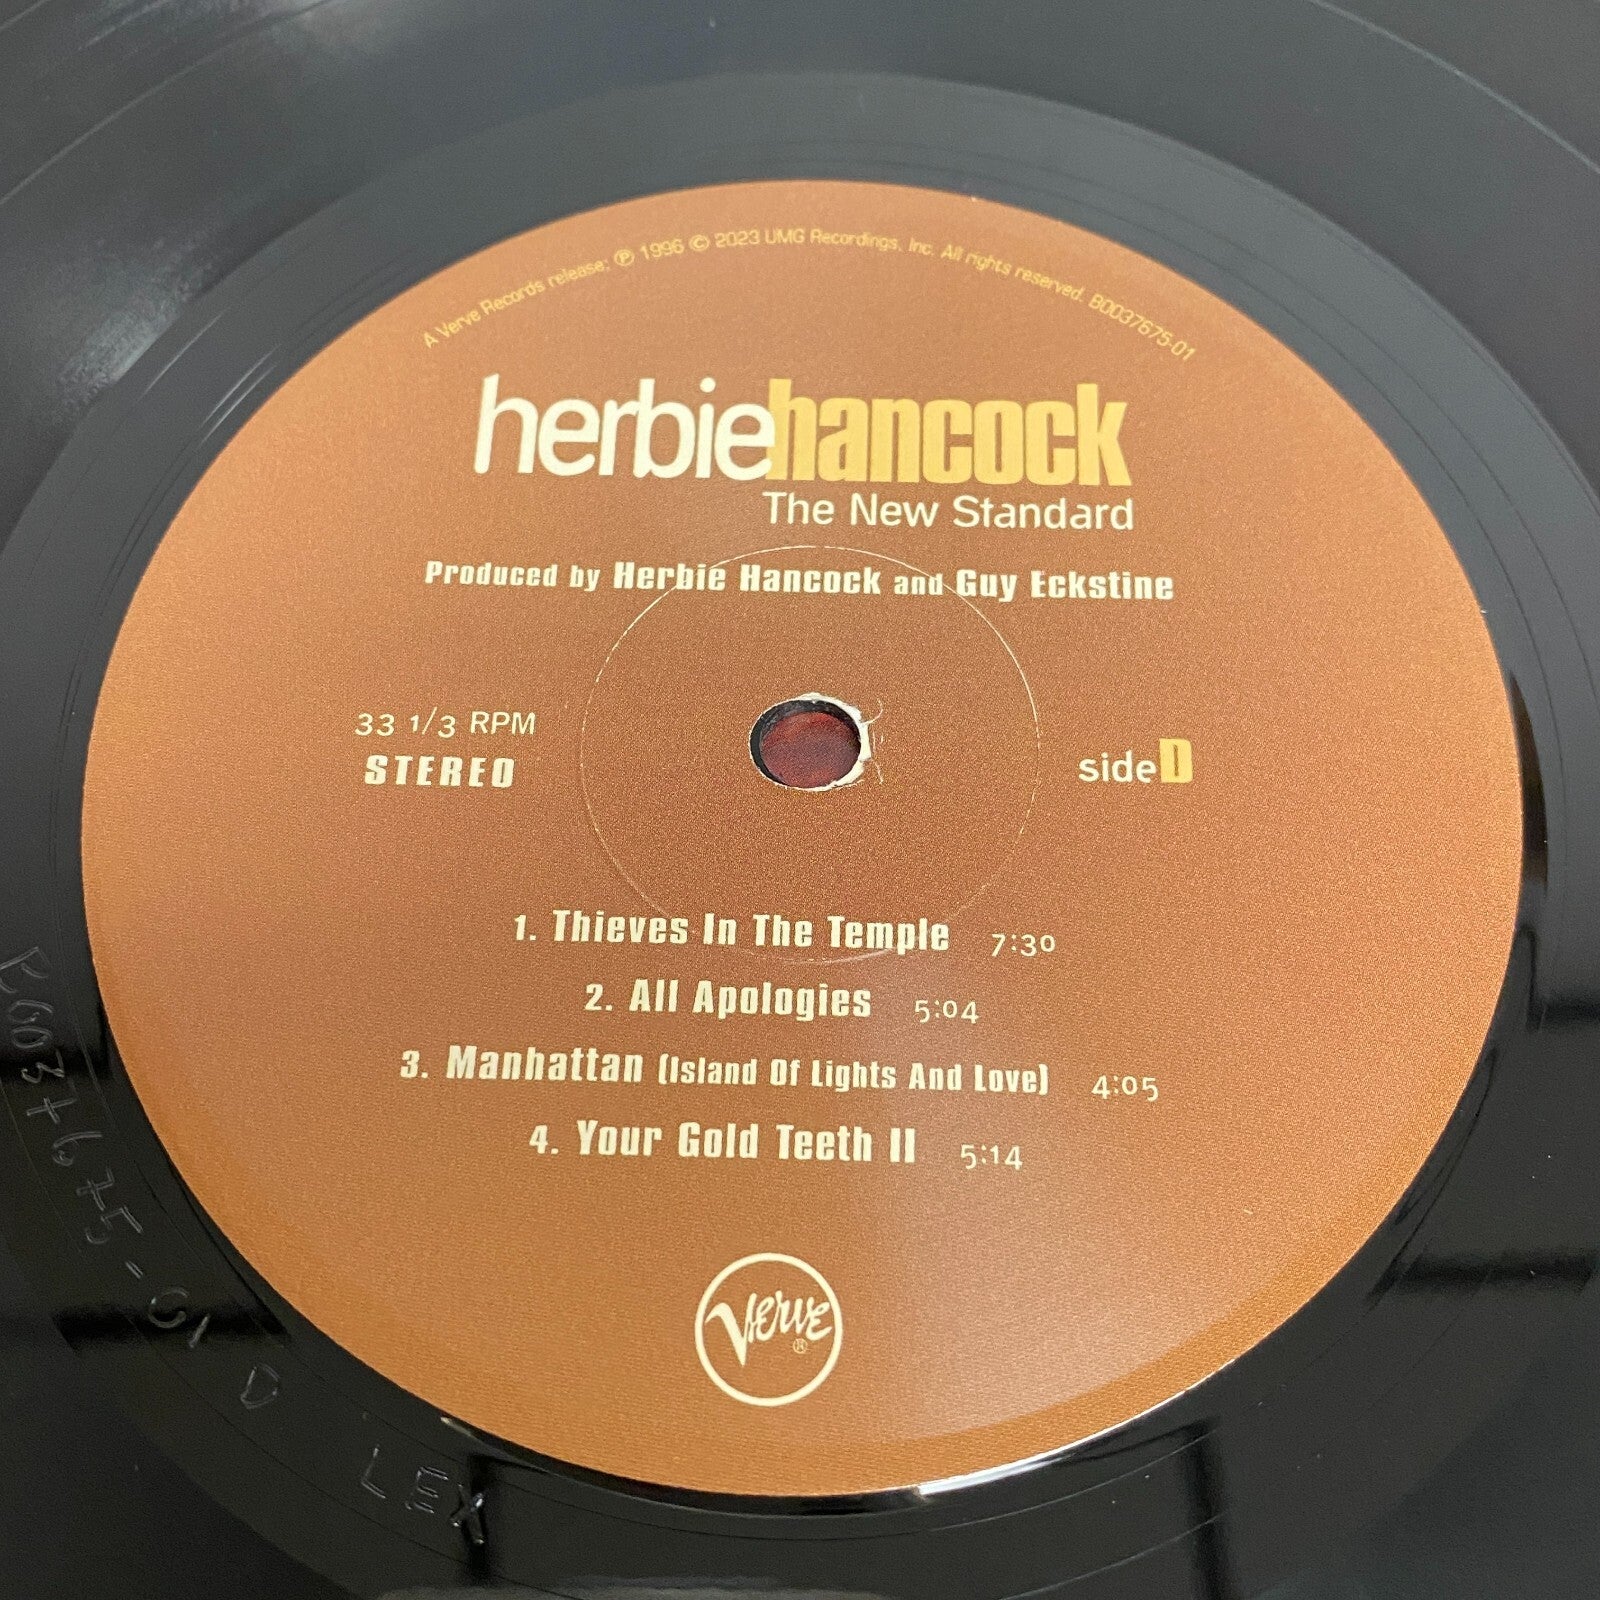 A Verve Records release; ℗ 1996 © 2023 UMG Recordings, Inc. All rights reserved. B0037675-01
herbiehancock
The New Standard
Produced by Herbie Hancock and Guy Eckstine
33 1/3 RPM
STEREO
sideD
1. Thieves In The Temple 7:30
2. All Apologies 5:04
3. Manhattan (Island Of Lights And Love) 4:05
4. Your Gold Teeth II 5:14
Verve®
B0037675-01 D LEX